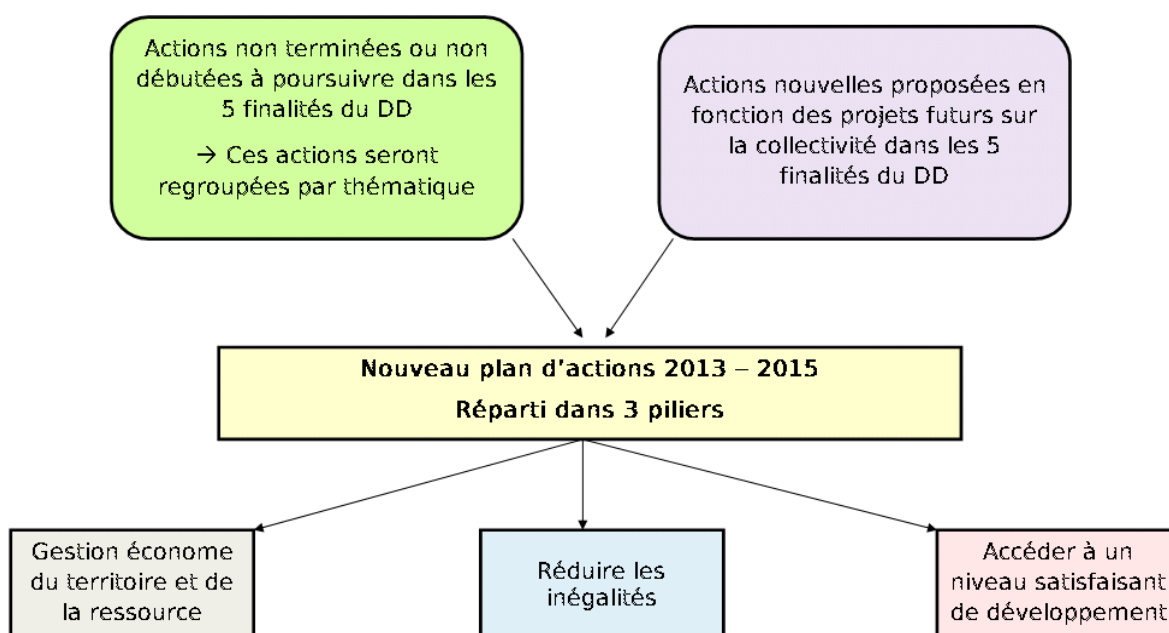 Actions non terminées ou non
débutées à poursuivre dans les
5 finalités du DD
→ Ces actions seront
regroupées par thématique
Actions nouvelles proposées en
fonction des projets futurs sur
la collectivité dans les 5
finalités du DD
Nouveau plan d’actions 2013 – 2015
Réparti dans 3 piliers
Gestion économe
du territoire et de
la ressource
Réduire les
inégalités
Accéder à un
niveau satisfaisant
de développement